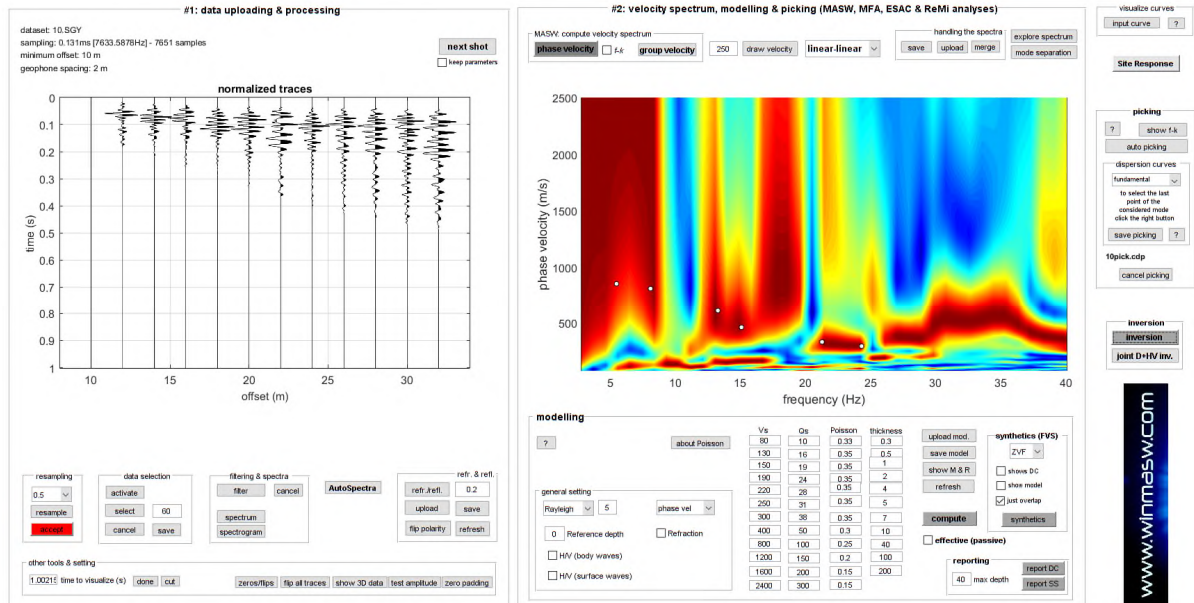 #1: data uploading & processing
dataset: 10.SGY
sampling: 0.131ms [7633.5878Hz] - 7651 samples
minimum offset: 10 m
geophone spacing: 2 m
next shot
keep parameters
normalized traces
0
0.1
0.2
0.3
0.4
0.5
0.6
0.7
0.8
0.9
1
time (s)
10 15 20 25 30
offset (m)
resampling
0.5
resample
accept
data selection
activate
select 60
cancel save
filtering & spectra
filter cancel
spectrum
spectrogram
AutoSpectra
refr. & refl.
refr./refl. 0.2
upload save
flip polarity refresh
other tools & setting
1.00215 time to visualize (s) done cut
zeros/flips flip all traces show 3D data test amplitude zero padding
#2: velocity spectrum, modelling & picking (MASW, MFA, ESAC & ReMi analyses)
MASW: compute velocity spectrum
phase velocity f-k group velocity
250 draw velocity linear-linear
handling the spectra
save upload merge
explore spectrum
mode separation
2500
2000
1500
1000
500
phase velocity (m/s)
5 10 15 20 25 30 35 40
frequency (Hz)
modelling
?
about Poisson
general setting
Rayleigh 5 phase vel
0 Reference depth Refraction
H/V (body waves)
H/V (surface waves)
Vs Qs Poisson thickness
80 10 0.33 0.3
130 16 0.35 0.5
150 19 0.35 1
190 24 0.35 2
220 28 0.35 4
250 31 0.35 5
300 38 0.35 7
400 50 0.3 10
800 100 0.25 40
1200 150 0.2 100
1600 200 0.15 200
2400 300 0.15
upload mod.
save model
show M & R
refresh
compute
effective (passive)
synthetics (FVS)
ZVF
shows DC
shoe model
just overlap
synthetics
reporting
40 max depth
report DC
report SS
visualize curves
input curve ?
Site Response
picking
? show f-k
auto picking
dispersion curves
fundamental
to select the last
point of the
considered mode
click the right button
save picking ?
10pick.cdp
cancel picking
inversion
inversion
joint D+HV inv.
www.winmasw.com